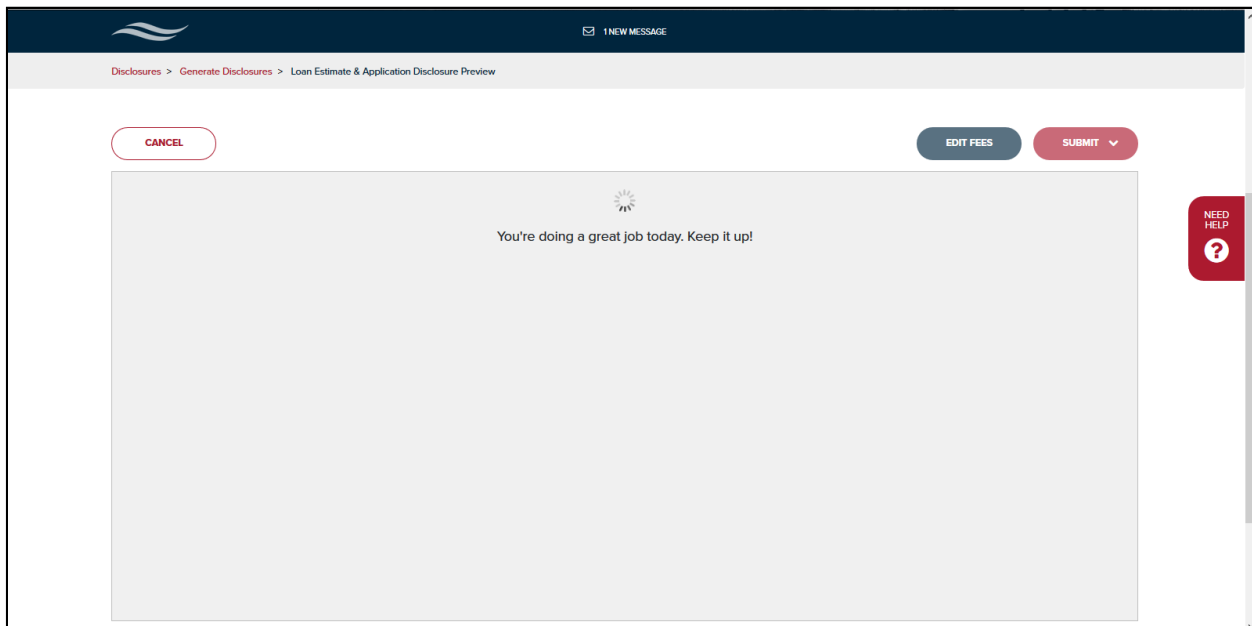 1 NEW MESSAGE
Disclosures > Generate Disclosures > Loan Estimate & Application Disclosure Preview
CANCEL
EDIT FEES
SUBMIT
NEED
HELP
?
You're doing a great job today. Keep it up!